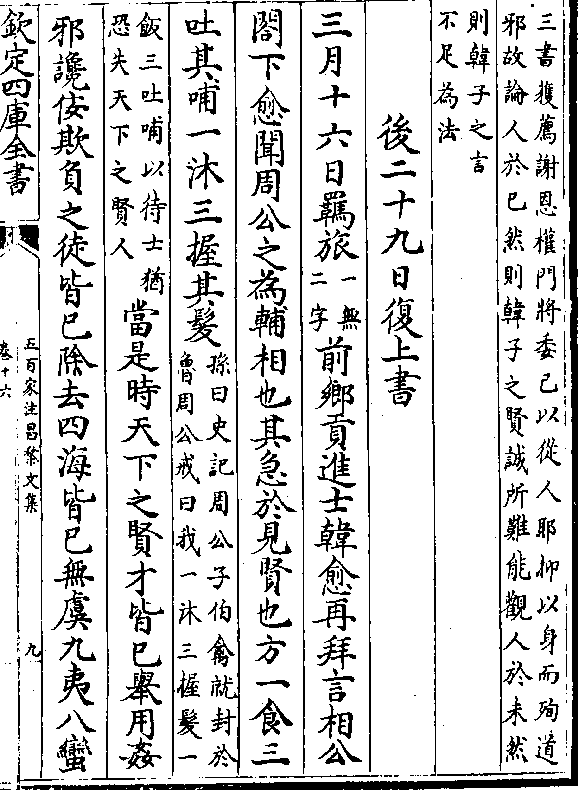 三書獲薦謝恩權門將委已以從人耶抑以身而殉道
邪故論人於已然則韓子之賢誠所難能觀人於未然
則韓子之言
不足為法
後二十九日復上書
三月十六日羈旅一無二字前鄉貢進士韓愈再拜言相公
閤下愈聞周公之為輔相也其急於見賢也方一食三
吐其哺一沐三握其髮孫曰史記周公子伯禽就封於
魯周公戒曰我一沐三握髮一
飯三吐哺以待士猶
恐失天下之賢人當是時天下之賢才皆已舉用姦
邪讒佞欺負之徒皆已除去四海皆已無虞九夷八蠻
欽定四庫全書
五百家注昌黎文集
卷十六
九